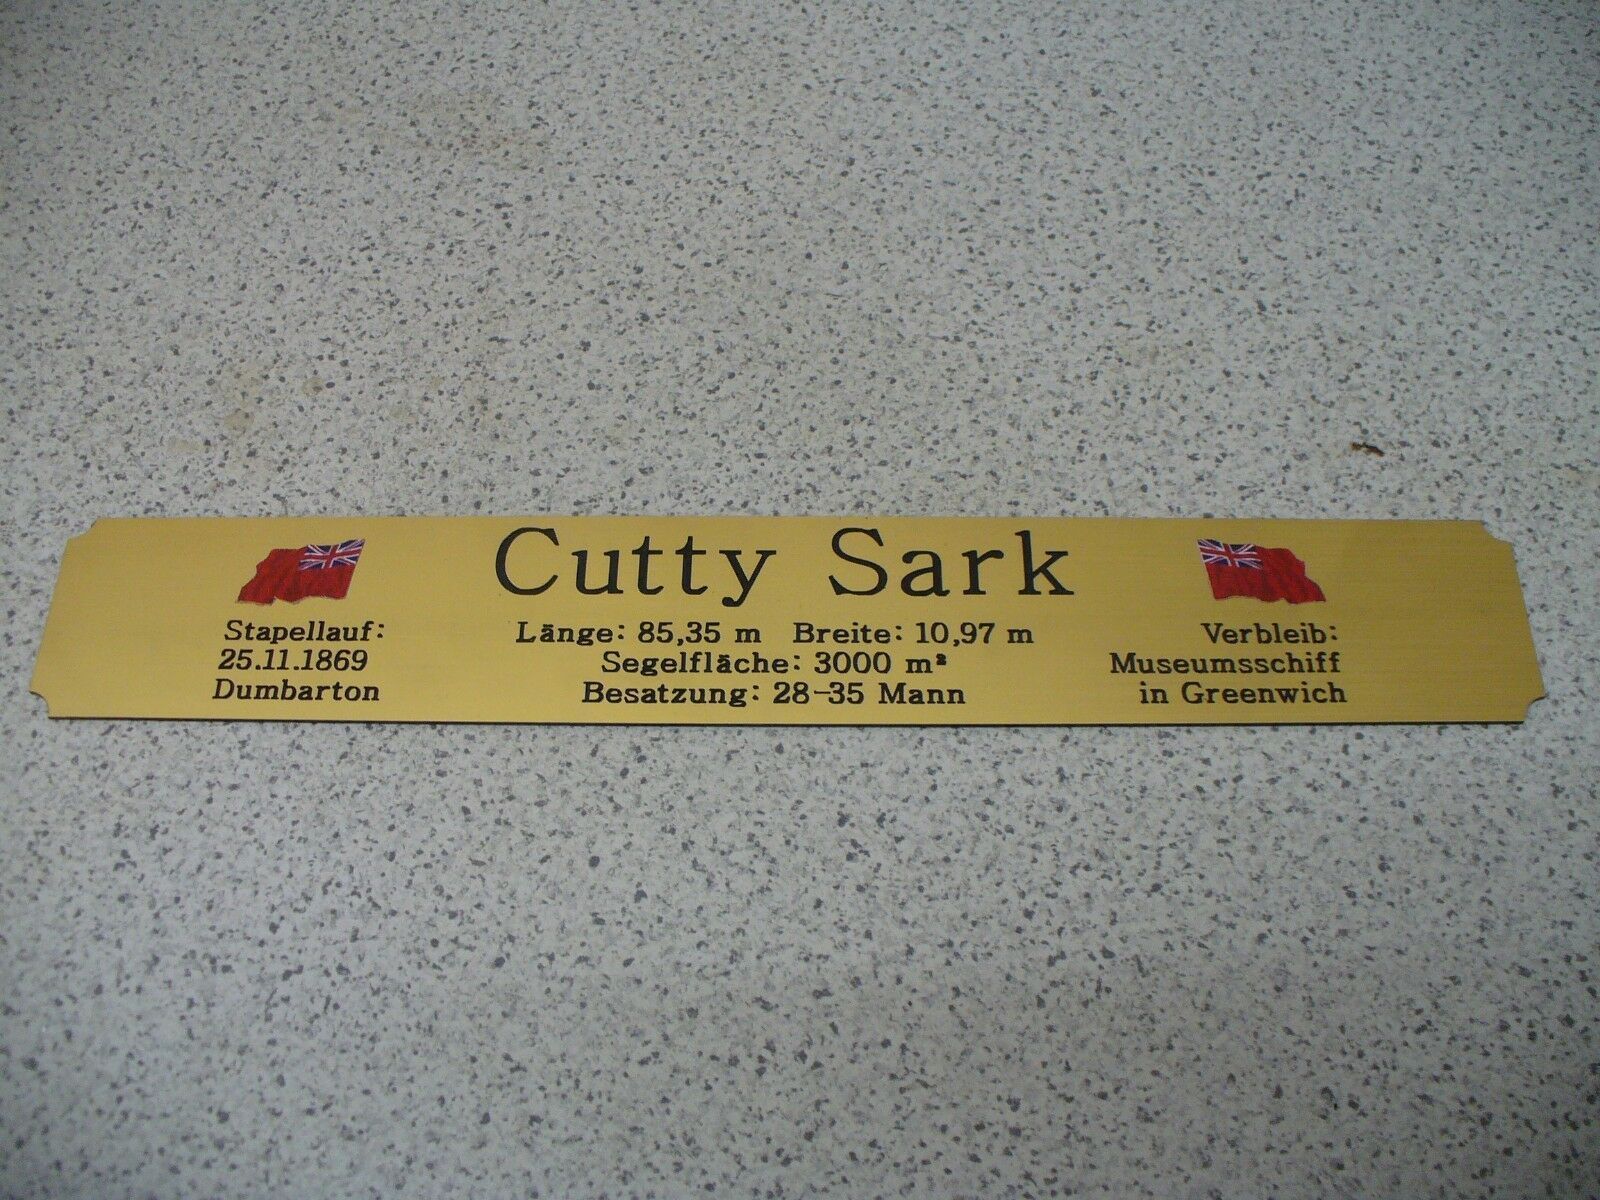 Cutty Sark
Stapellauf:
25.11.1869
Dumbarton
Länge: 85,35 m Breite: 10,97 m
Segelfläche: 3000 m²
Besatzung: 28-35 Mann
Verbleib:
Museumsschiff
in Greenwich